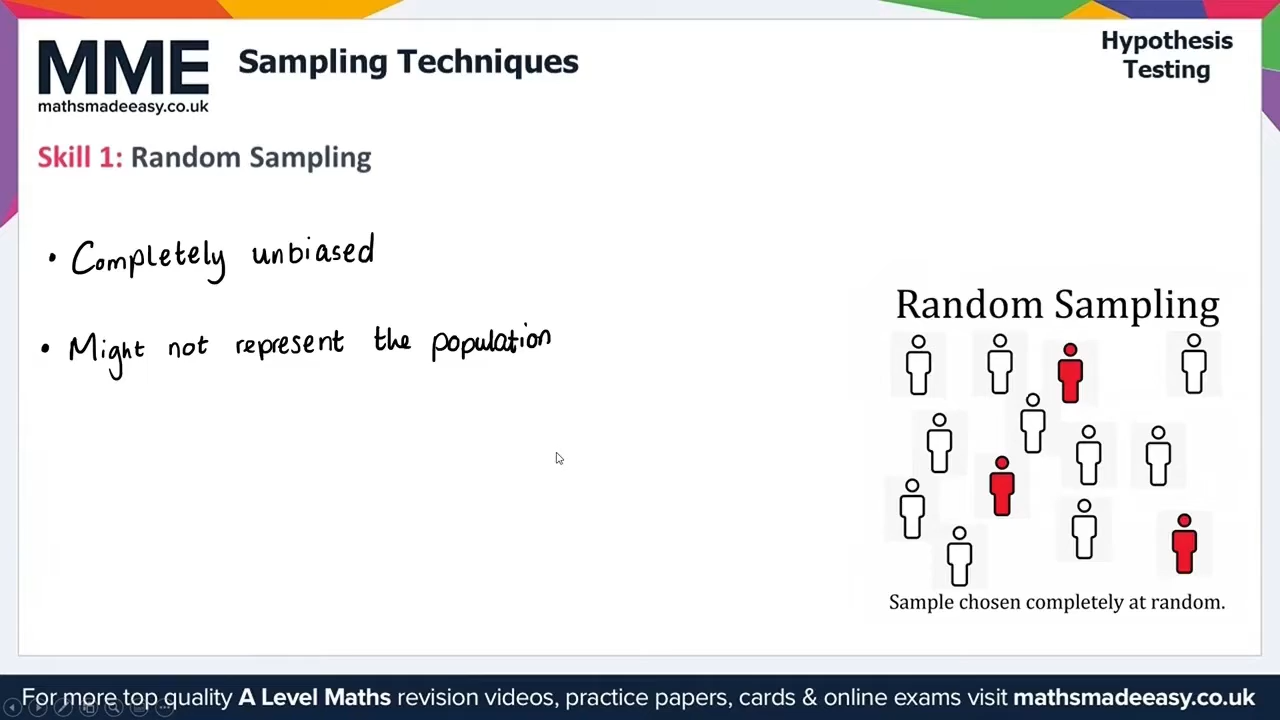 MME
mathsmadeeasy.co.uk
Sampling Techniques
Hypothesis
Testing
Skill 1: Random Sampling
• Completely unbiased
• Might not represent the population
Random Sampling
Sample chosen completely at random.
For more top quality A Level Maths revision videos, practice papers, cards & online exams visit mathsmadeeasy.co.uk